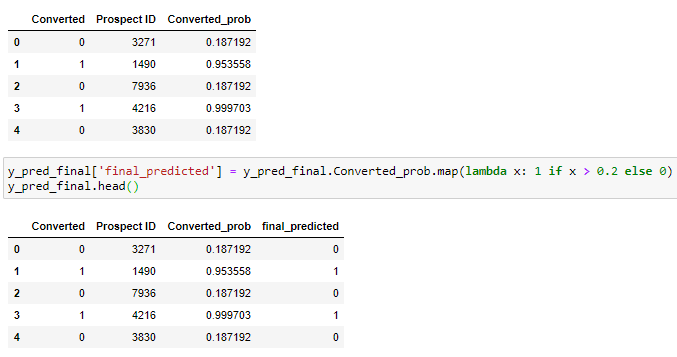 Converted Prospect ID Converted_prob
0 0 3271 0.187192
1 1 1490 0.953558
2 0 7936 0.187192
3 1 4216 0.999703
4 0 3830 0.187192
y_pred_final['final_predicted'] = y_pred_final.Converted_prob.map(lambda x: 1 if x > 0.2 else 0)
y_pred_final.head()
Converted Prospect ID Converted_prob final_predicted
0 0 3271 0.187192 0
1 1 1490 0.953558 1
2 0 7936 0.187192 0
3 1 4216 0.999703 1
4 0 3830 0.187192 0